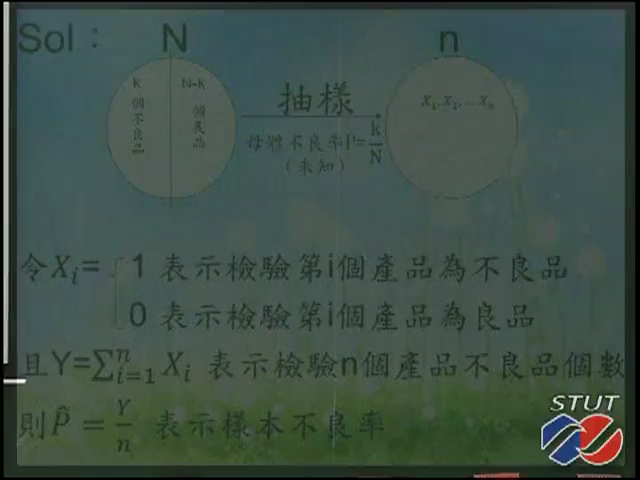 Sol： N n
k個不良品
N-k個良品
抽樣
母體不良率P=k/N
(未知)
X₁,X₂,...Xₙ
令Xᵢ= 1 表示檢驗第i個產品為不良品
0 表示檢驗第i個產品為良品
且Y=∑ⁿᵢ₌₁ Xᵢ 表示檢驗n個產品不良品個數
則P̂ = Y/n 表示樣本不良率
STUT